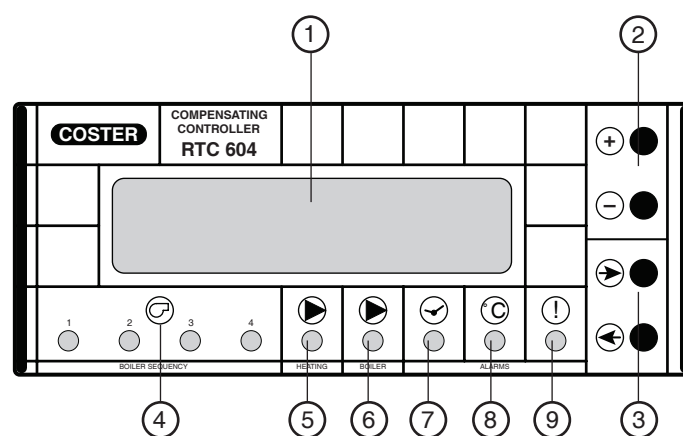 1
2
COSTER
COMPENSATING
CONTROLLER
RTC 604
+
−
°C
!
1 2 3 4
BOILER SEQUENCY
HEATING
BOILER
ALARMS
4
5
6
7
8
9
3